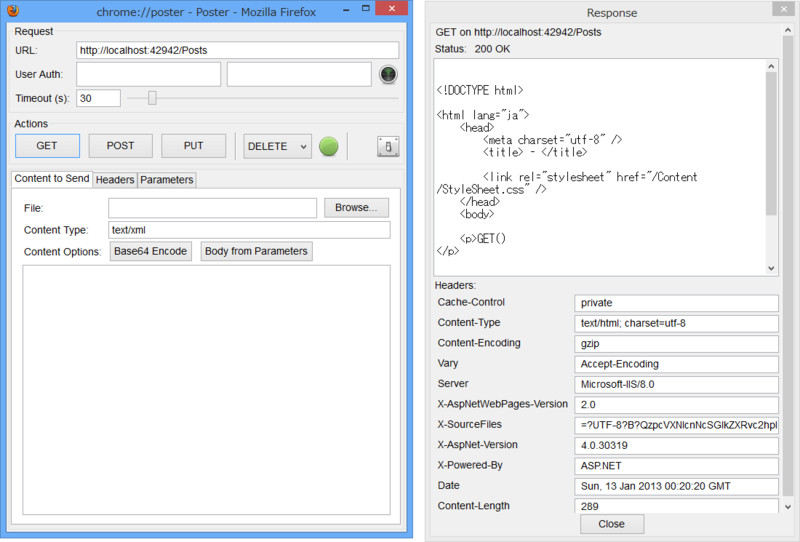 chrome://poster - Poster - Mozilla Firefox
Request
URL: http://localhost:42942/Posts
User Auth:
Timeout (s): 30
Actions
GET POST PUT DELETE
Content to Send Headers Parameters
File: Browse...
Content Type: text/xml
Content Options: Base64 Encode Body from Parameters
Response
GET on http://localhost:42942/Posts
Status: 200 OK
<!DOCTYPE html>
<html lang="ja">
<head>
<meta charset="utf-8" />
<title> - </title>
<link rel="stylesheet" href="/Content
/StyleSheet.css" />
</head>
<body>
<p>GET()
</p>
Headers:
Cache-Control private
Content-Type text/html; charset=utf-8
Content-Encoding gzip
Vary Accept-Encoding
Server Microsoft-IIS/8.0
X-AspNetWebPages-Version 2.0
X-SourceFiles
X-AspNet-Version 4.0.30319
X-Powered-By ASP.NET
Date Sun, 13 Jan 2013 00:20:20 GMT
Content-Length 289
Close